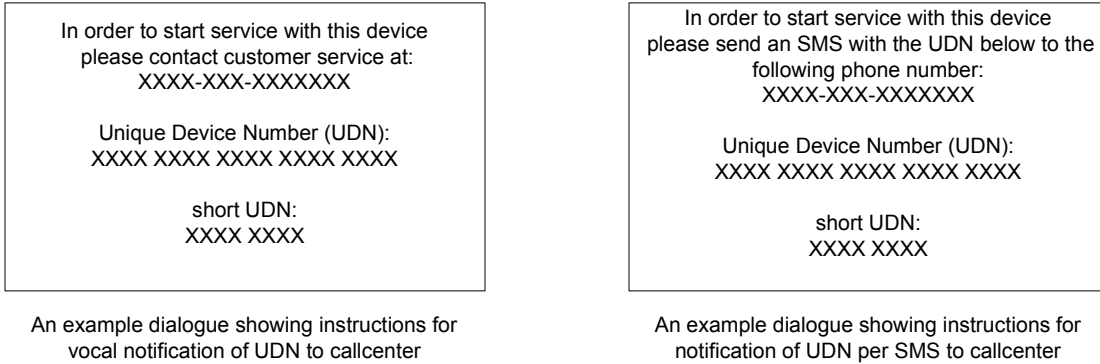 In order to start service with this device
please contact customer service at:
XXXX-XXX-XXXXXXX
Unique Device Number (UDN):
XXXX XXXX XXXX XXXX XXXX
short UDN:
XXXX XXXX
An example dialogue showing instructions for
vocal notification of UDN to callcenter
In order to start service with this device
please send an SMS with the UDN below to the
following phone number:
XXXX-XXX-XXXXXXX
Unique Device Number (UDN):
XXXX XXXX XXXX XXXX XXXX
short UDN:
XXXX XXXX
An example dialogue showing instructions for
notification of UDN per SMS to callcenter